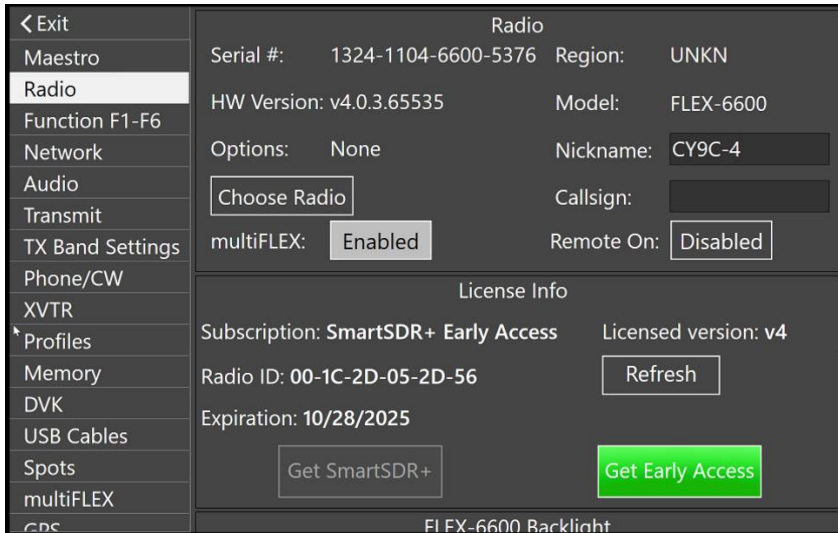 Exit
Maestro
Radio
Function F1-F6
Network
Audio
Transmit
TX Band Settings
Phone/CW
XVTR
Profiles
Memory
DVK
USB Cables
Spots
multiFLEX
GPS
Radio
Serial #: 1324-1104-6600-5376 Region: UNKN
HW Version: v4.0.3.65535 Model: FLEX-6600
Options: None Nickname: CY9C-4
Choose Radio Callsign:
multiFLEX: Enabled Remote On: Disabled
License Info
Subscription: SmartSDR+ Early Access Licensed version: v4
Radio ID: 00-1C-2D-05-2D-56 Refresh
Expiration: 10/28/2025
Get SmartSDR+ Get Early Access
FLEX-6600 Backlight